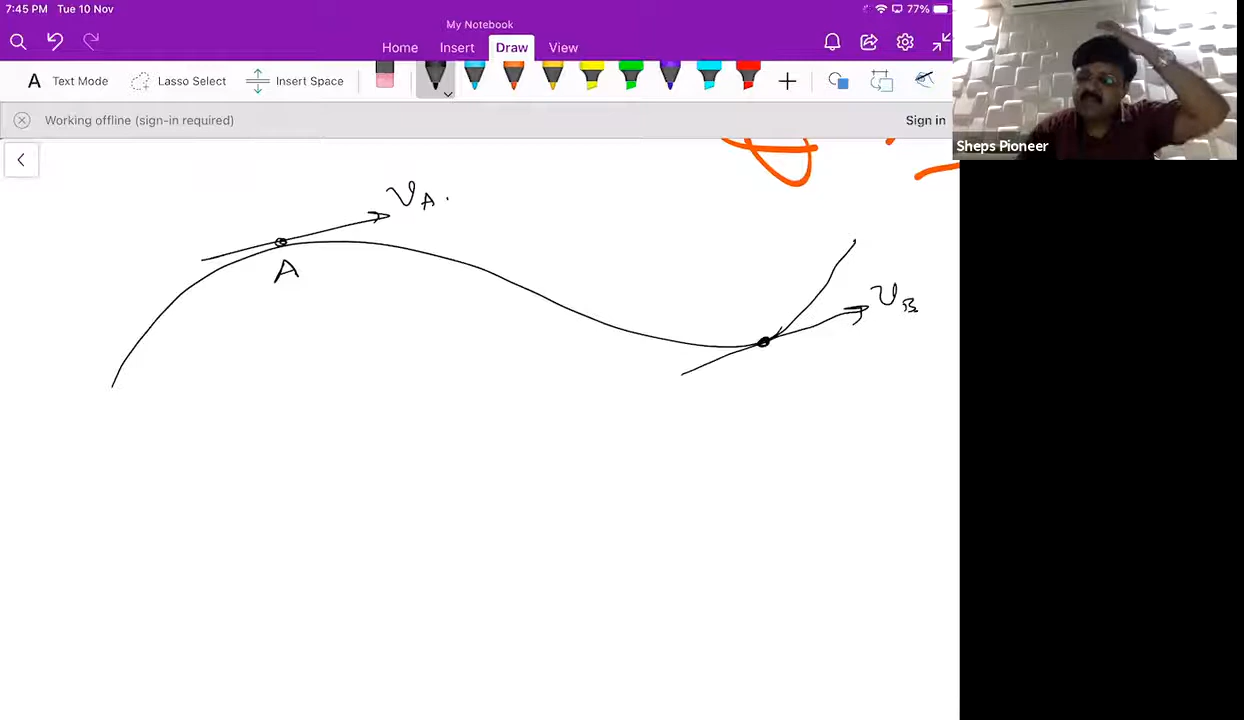 7:45 PM Tue 10 Nov
77%
My Notebook
Home Insert Draw View
A Text Mode Lasso Select Insert Space
Working offline (sign-in required) Sign in
Sheps Pioneer
VA.
A
VB